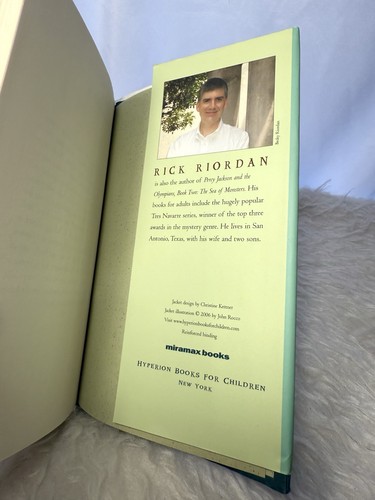 RICK RIORDAN
is also the author of Percy Jackson and the
Olympians, Book Two: The Sea of Monsters. His
books for adults include the hugely popular
Tres Navarre series, winner of the top three
awards in the mystery genre. He lives in San
Antonio, Texas, with his wife and two sons.
Jacket design by Christine Kettner
Jacket illustration © 2006 by John Rocco
Visit www.hyperionbooksforchildren.com
Reinforced binding
miramaxbooks
HYPERION BOOKS FOR CHILDREN
NEW YORK